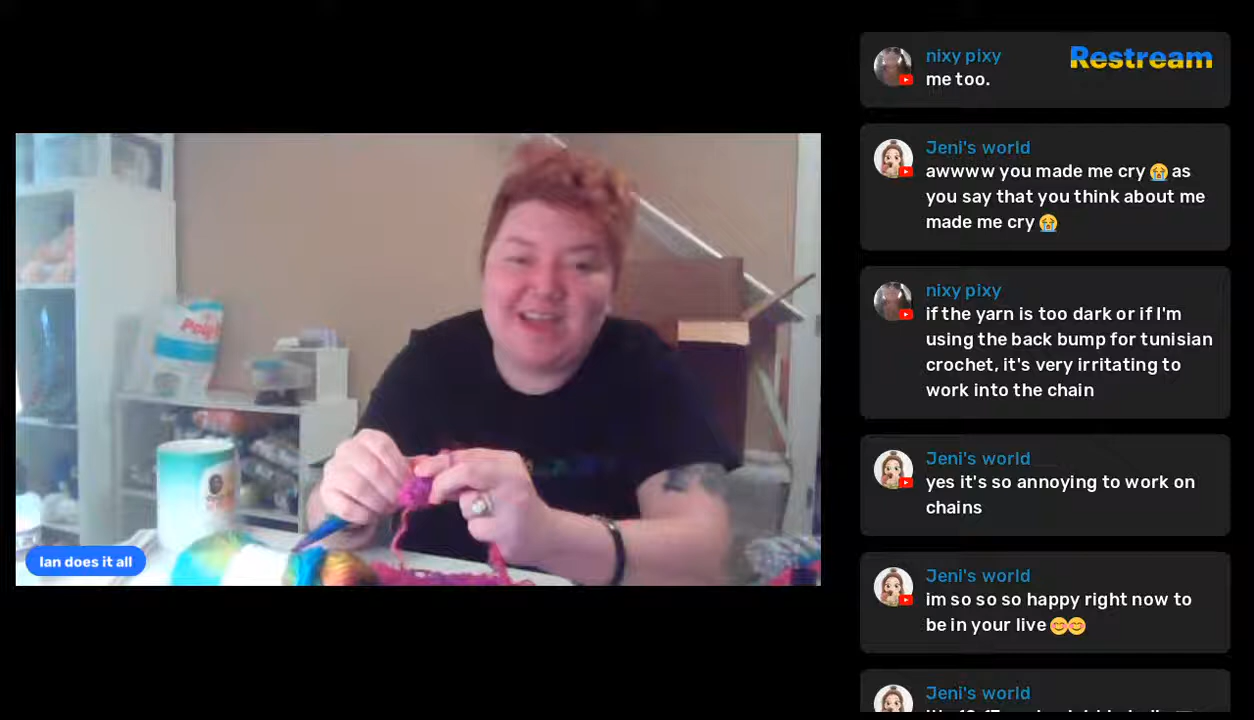 nixy pixy
Restream
me too.
Jeni's world
awwww you made me cry 😭 as
you say that you think about me
made me cry 😭
nixy pixy
if the yarn is too dark or if I'm
using the back bump for tunisian
crochet, it's very irritating to
work into the chain
Jeni's world
yes it's so annoying to work on
chains
Jeni's world
im so so so happy right now to
be in your live 😊😊
Jeni's world
Ian does it all